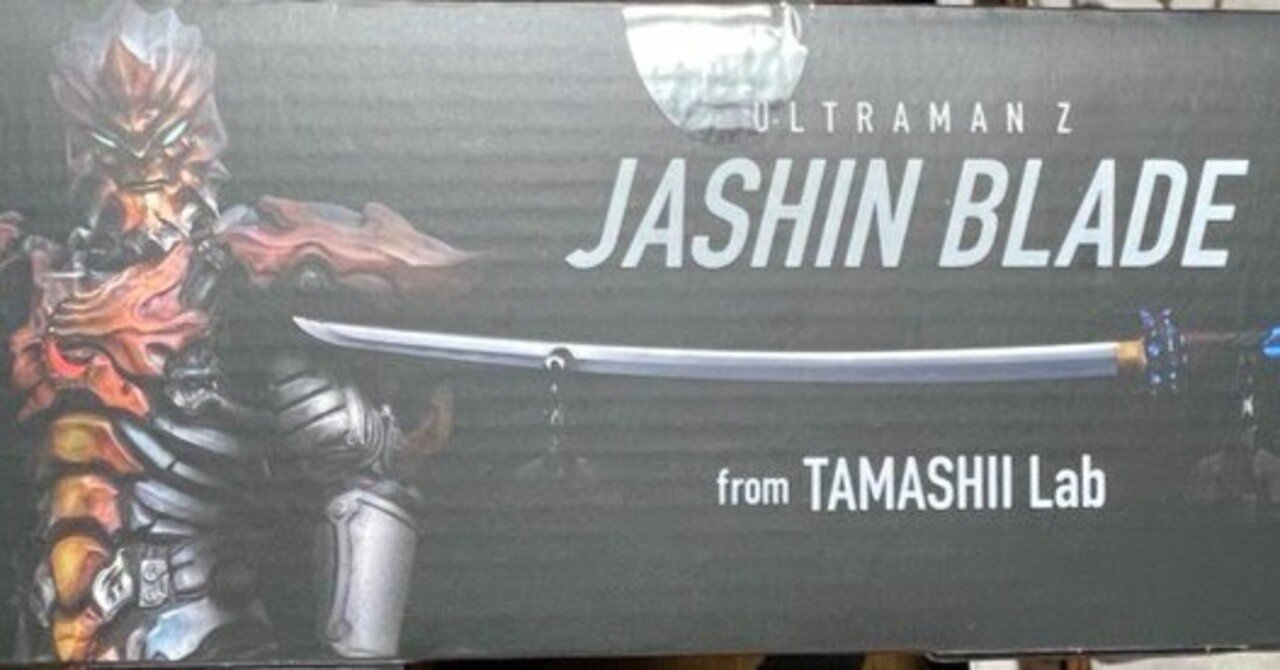 ULTRAMAN Z
JASHIN BLADE
from TAMASHII Lab